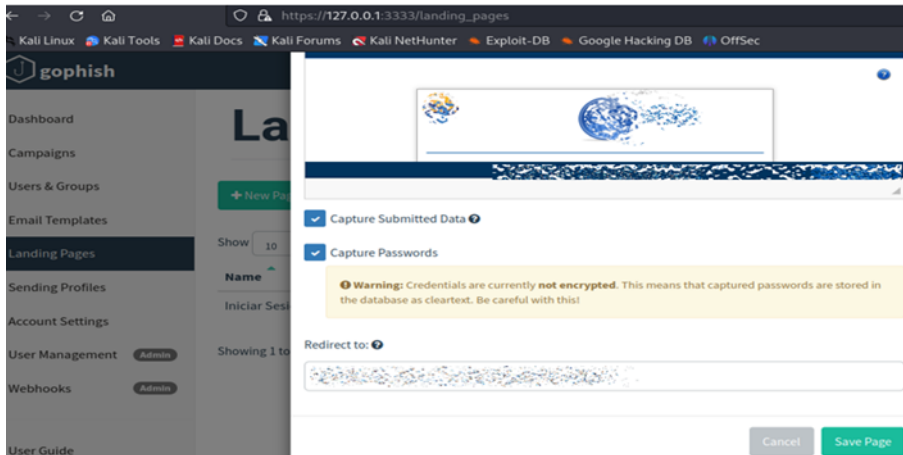 https://127.0.0.1:3333/landing_pages
Kali Linux Kali Tools Kali Docs Kali Forums Kali NetHunter Exploit-DB Google Hacking DB OffSec
gophish
Dashboard
Campaigns
Users & Groups
Email Templates
Landing Pages
Sending Profiles
Account Settings
User Management Admin
Webhooks Admin
User Guide
La
+ New Pag
Show 10
Name
Iniciar Sesi
Showing 1 to
Capture Submitted Data
Capture Passwords
Warning: Credentials are currently not encrypted. This means that captured passwords are stored in
the database as cleartext. Be careful with this!
Redirect to:
Cancel Save Page